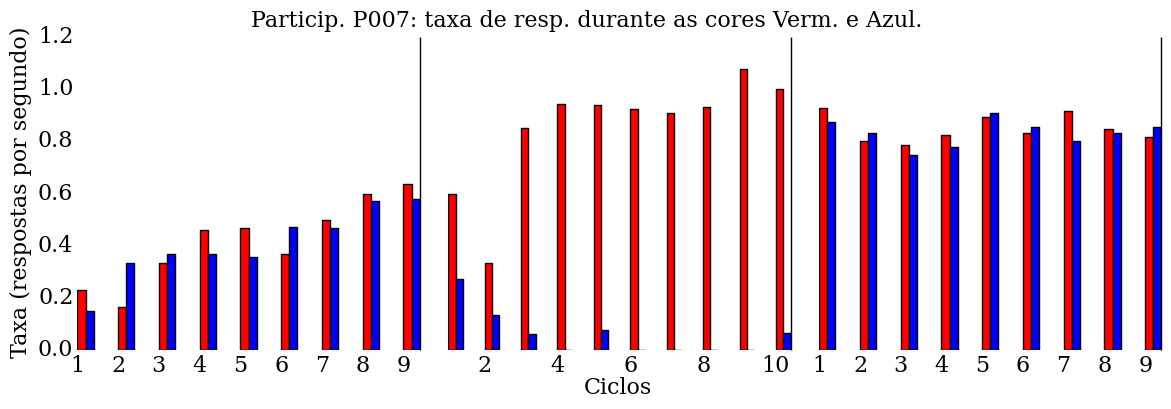 Particip. P007: taxa de resp. durante as cores Verm. e Azul.
Taxa (respostas por segundo)
1.2
1.0
0.8
0.6
0.4
0.2
0.0
1 2 3 4 5 6 7 8 9 2 4 6 8 10 1 2 3 4 5 6 7 8 9
Ciclos